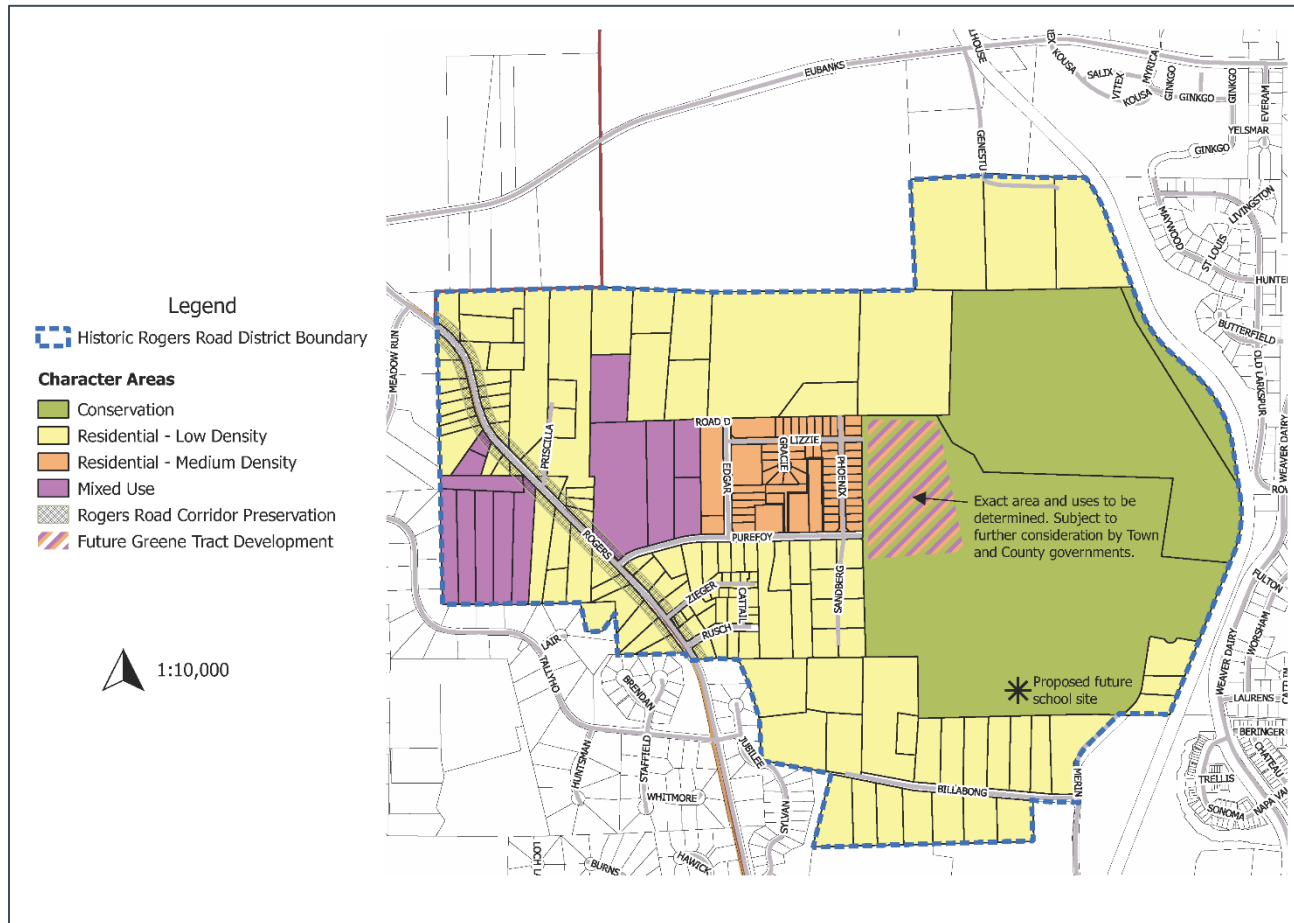 Legend
Historic Rogers Road District Boundary
Character Areas
Conservation
Residential - Low Density
Residential - Medium Density
Mixed Use
Rogers Road Corridor Preservation
Future Greene Tract Development
1:10,000
EUBANKS
KOUSA
SALIX
VITEX
MYRICA
KOUSA
GINKGO
GINKGO
GINKGO
EVERAM
YELSMAR
GINKGO
GENESTU
MAYWOOD
LIVINGSTON
ST LOUIS
HUNTER
BUTTERFIELD
OLD LARKSPUR
WEAVER DAIRY
MEADOW RUN
PRISCILLA
ROAD D
LIZZIE
EDGAR
GRACIE
PHOENIX
PUREFOY
ROGERS
ZIEGER
CATTAIL
RUSCH
SANDBERG
Exact area and uses to be
determined. Subject to
further consideration by Town
and County governments.
Proposed future
school site
FULTON
WEAVER DAIRY
WORSHAN
LAURENS
BERINGER
CHATEAU
TRELLIS
SONOMA
NAPA VA
LAIR
TALLYHO
BRENDAN
STAFFIELD
HUNTSMAN
WHITMORE
JUBILEE
SYLVAN
BILLABONG
MERIN
BURNS
HAWICK